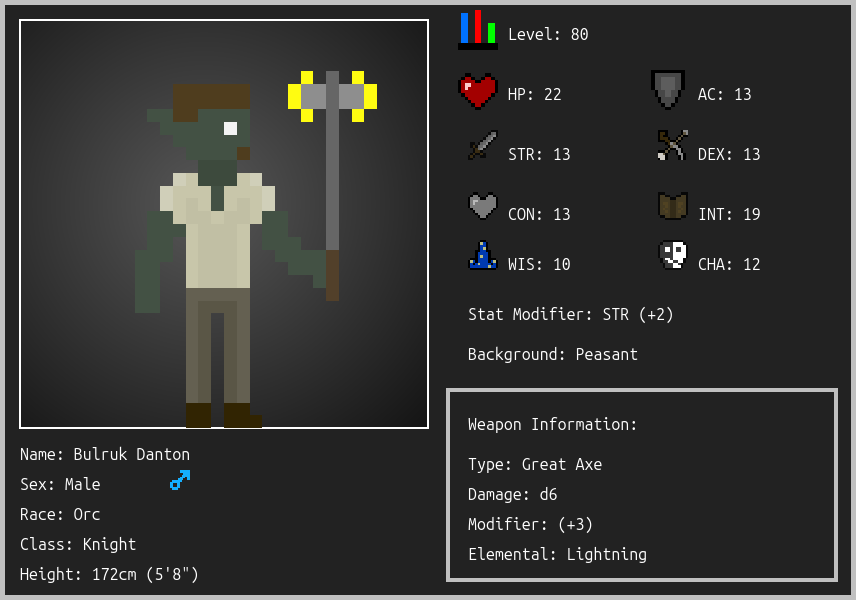 Level: 80
HP: 22
AC: 13
STR: 13
DEX: 13
CON: 13
INT: 19
WIS: 10
CHA: 12
Stat Modifier: STR (+2)
Background: Peasant
Weapon Information:
Type: Great Axe
Damage: d6
Modifier: (+3)
Elemental: Lightning
Name: Bulruk Danton
Sex: Male
Race: Orc
Class: Knight
Height: 172cm (5'8")